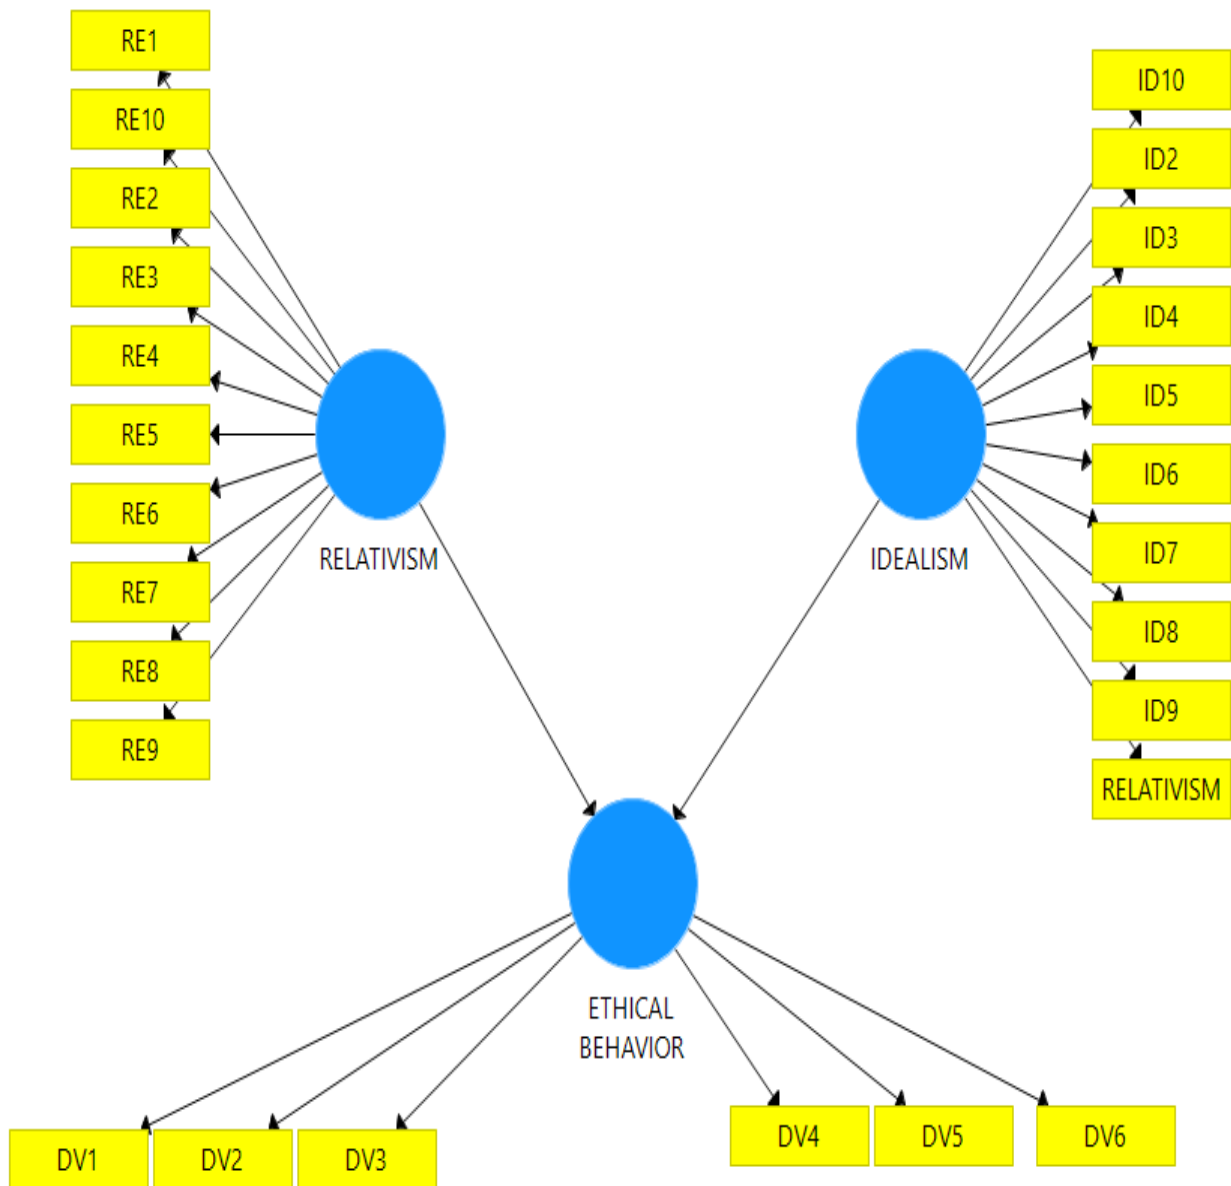 RE1
RE10
RE2
RE3
RE4
RE5
RE6
RE7
RE8
RE9
RELATIVISM
IDEALISM
ID10
ID2
ID3
ID4
ID5
ID6
ID7
ID8
ID9
RELATIVISM
ETHICAL
BEHAVIOR
DV1
DV2
DV3
DV4
DV5
DV6